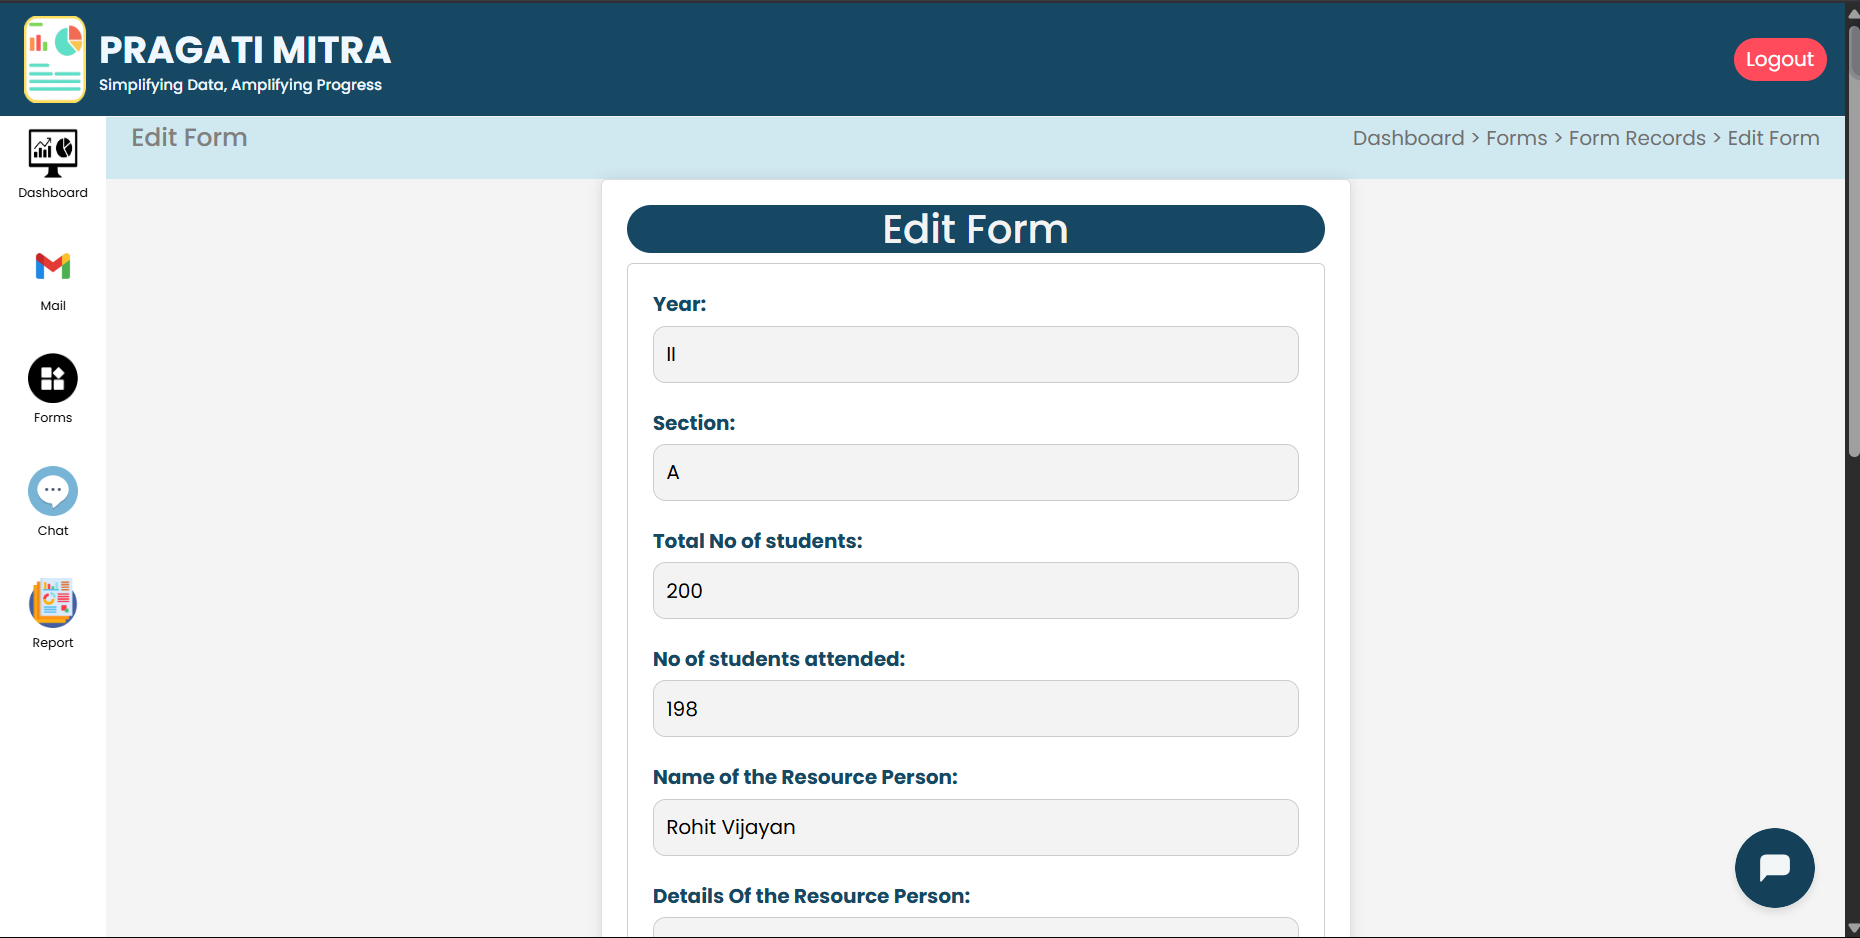 PRAGATI MITRA
Simplifying Data, Amplifying Progress
Logout
Edit Form
Dashboard > Forms > Form Records > Edit Form
Dashboard
Mail
Forms
Chat
Report
Edit Form
Year:
II
Section:
A
Total No of students:
200
No of students attended:
198
Name of the Resource Person:
Rohit Vijayan
Details Of the Resource Person: